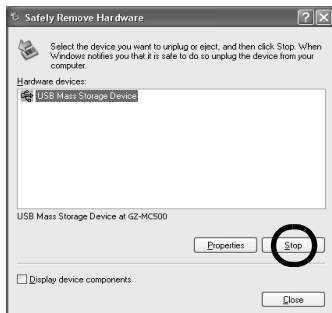 Safely Remove Hardware
Select the device you want to unplug or eject, and then click Stop. When
Windows notifies you that it is safe to do so unplug the device from your
computer.
Hardware devices:
USB Mass Storage Device
USB Mass Storage Device at GZ-MC500
Properties
Stop
Display device components
Close